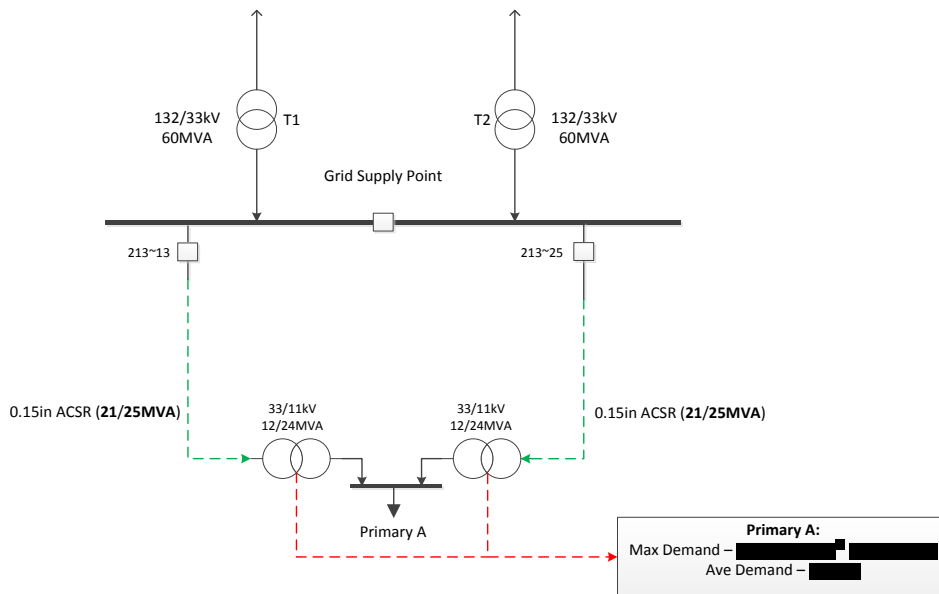 132/33kV
60MVA
T1
T2
132/33kV
60MVA
Grid Supply Point
213~13
213~25
0.15in ACSR (21/25MVA)
33/11kV
12/24MVA
33/11kV
12/24MVA
0.15in ACSR (21/25MVA)
Primary A
Primary A:
Max Demand –
Ave Demand –